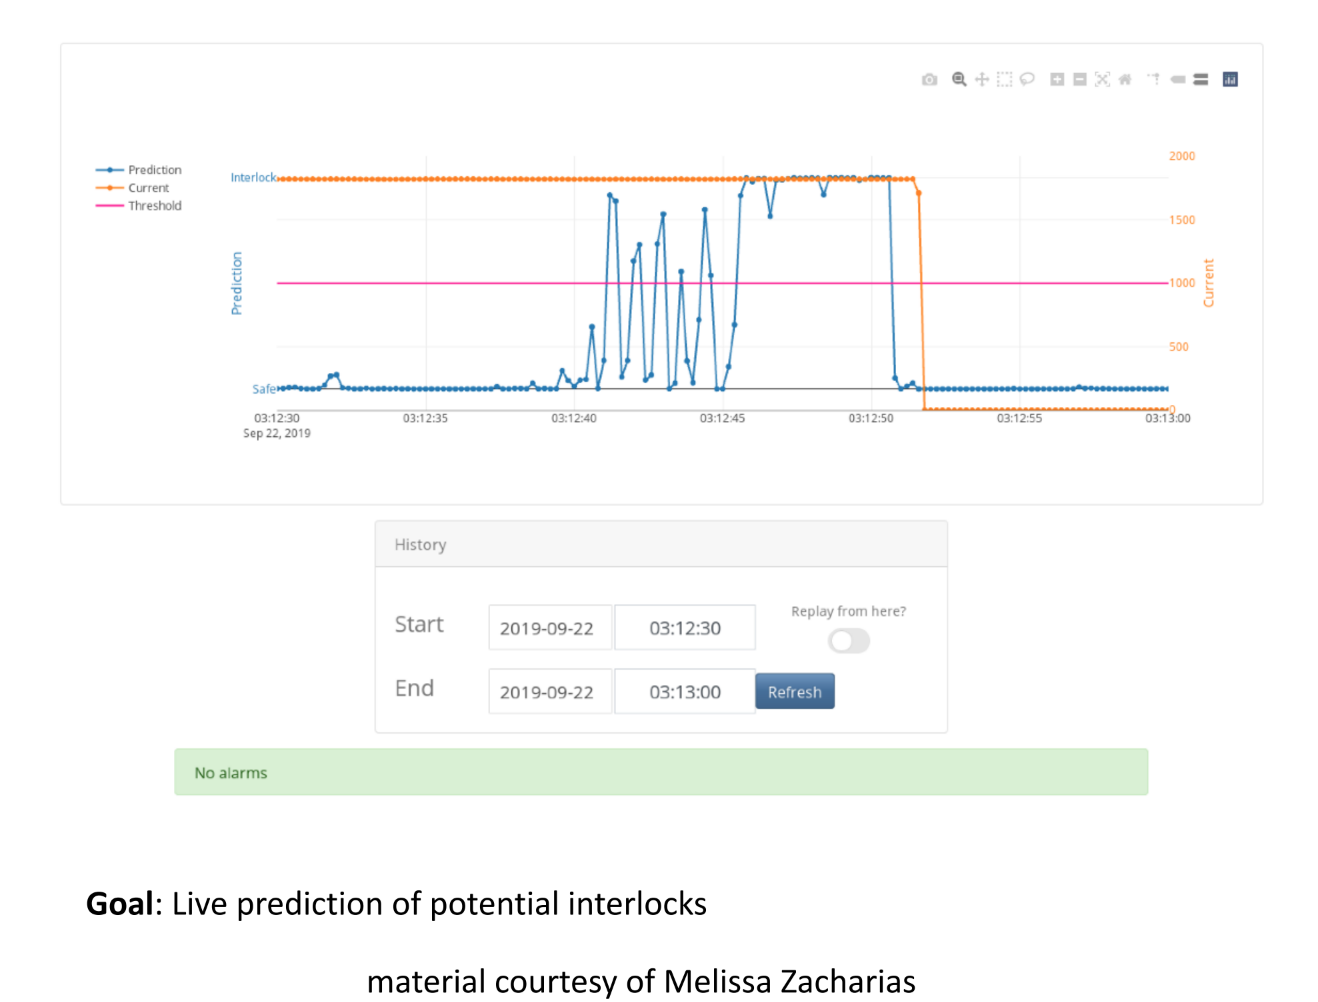 Prediction
Current
Threshold
Interlock
Safe
Prediction
2000
1500
1000
500
0
Current
03:12:30
Sep 22, 2019
03:12:35
03:12:40
03:12:45
03:12:50
03:12:55
03:13:00
History
Start
2019-09-22
03:12:30
Replay from here?
End
2019-09-22
03:13:00
Refresh
No alarms
Goal: Live prediction of potential interlocks
material courtesy of Melissa Zacharias